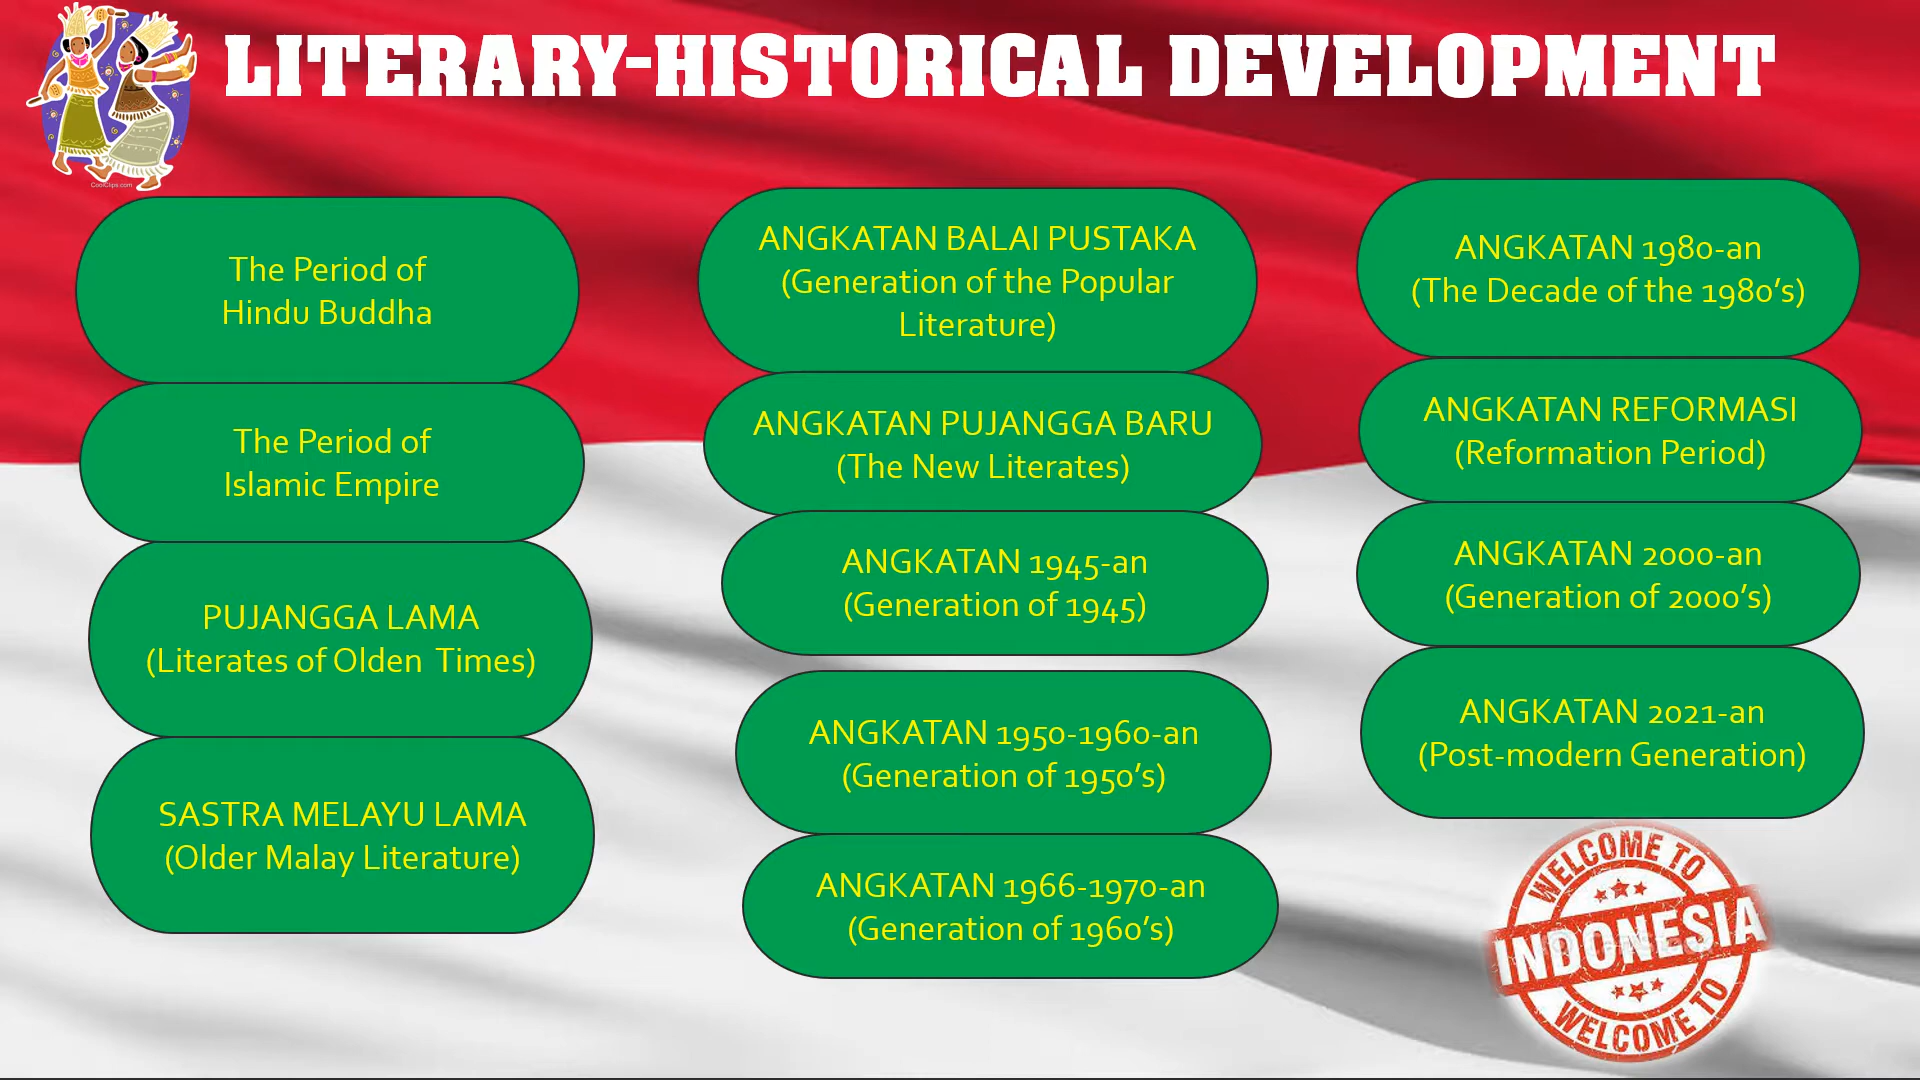 LITERARY-HISTORICAL DEVELOPMENT
CoolClips.com
The Period of
Hindu Buddha
The Period of
Islamic Empire
PUJANGGA LAMA
(Literates of Olden Times)
SASTRA MELAYU LAMA
(Older Malay Literature)
ANGKATAN BALAI PUSTAKA
(Generation of the Popular
Literature)
ANGKATAN PUJANGGA BARU
(The New Literates)
ANGKATAN 1945-an
(Generation of 1945)
ANGKATAN 1950-1960-an
(Generation of 1950’s)
ANGKATAN 1966-1970-an
(Generation of 1960’s)
ANGKATAN 1980-an
(The Decade of the 1980’s)
ANGKATAN REFORMASI
(Reformation Period)
ANGKATAN 2000-an
(Generation of 2000’s)
ANGKATAN 2021-an
(Post-modern Generation)
WELCOME TO
INDONESIA
WELCOME TO